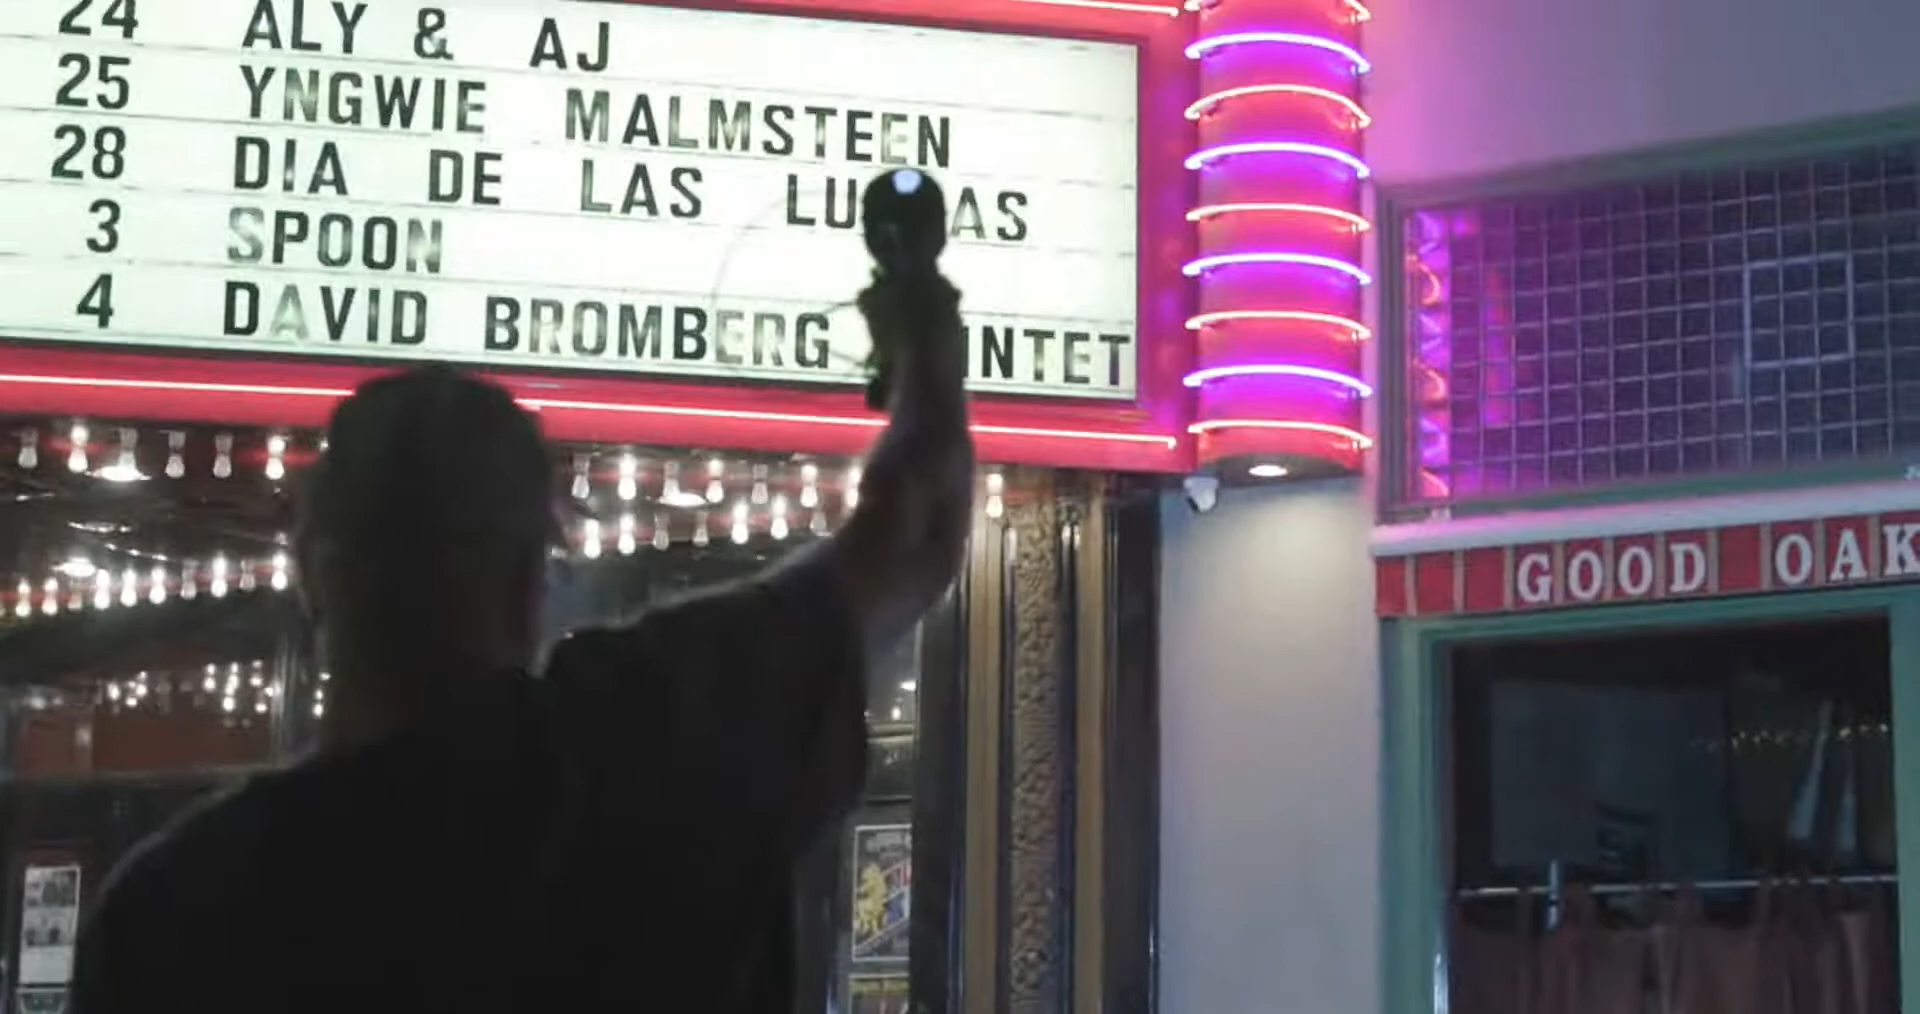 24 ALY & AJ
25 YNGWIE MALMSTEEN
28 DIA DE LAS
3 SPOON
4 DAVID BROMBERG
GOOD OAK